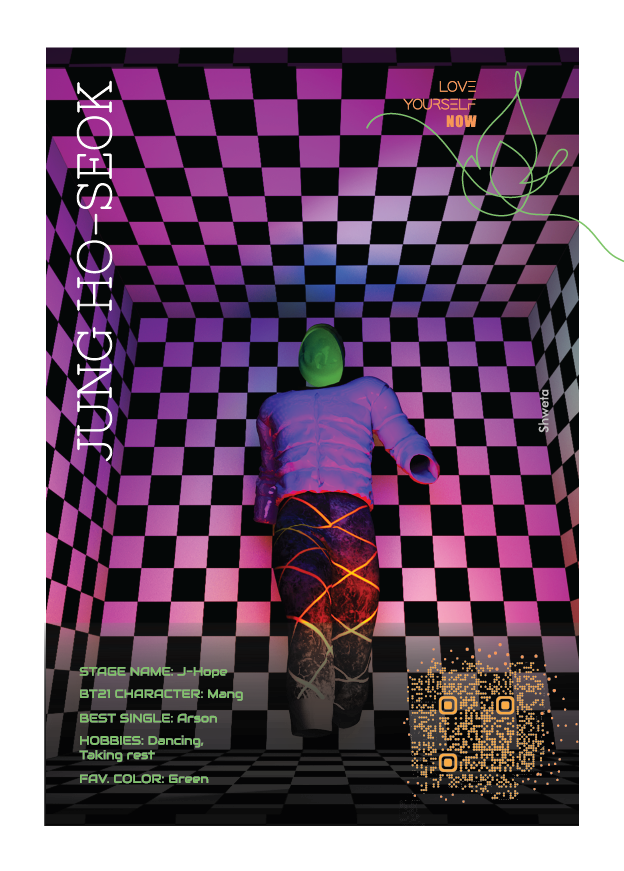 JUNG HO-SEOK
LOVE
YOURSELF
NOW
Shweta
STAGE NAME: J-Hope
BT21 CHARACTER: Mang
BEST SINGLE: Arson
HOBBIES: Dancing,
Taking rest
FAV. COLOR: Green